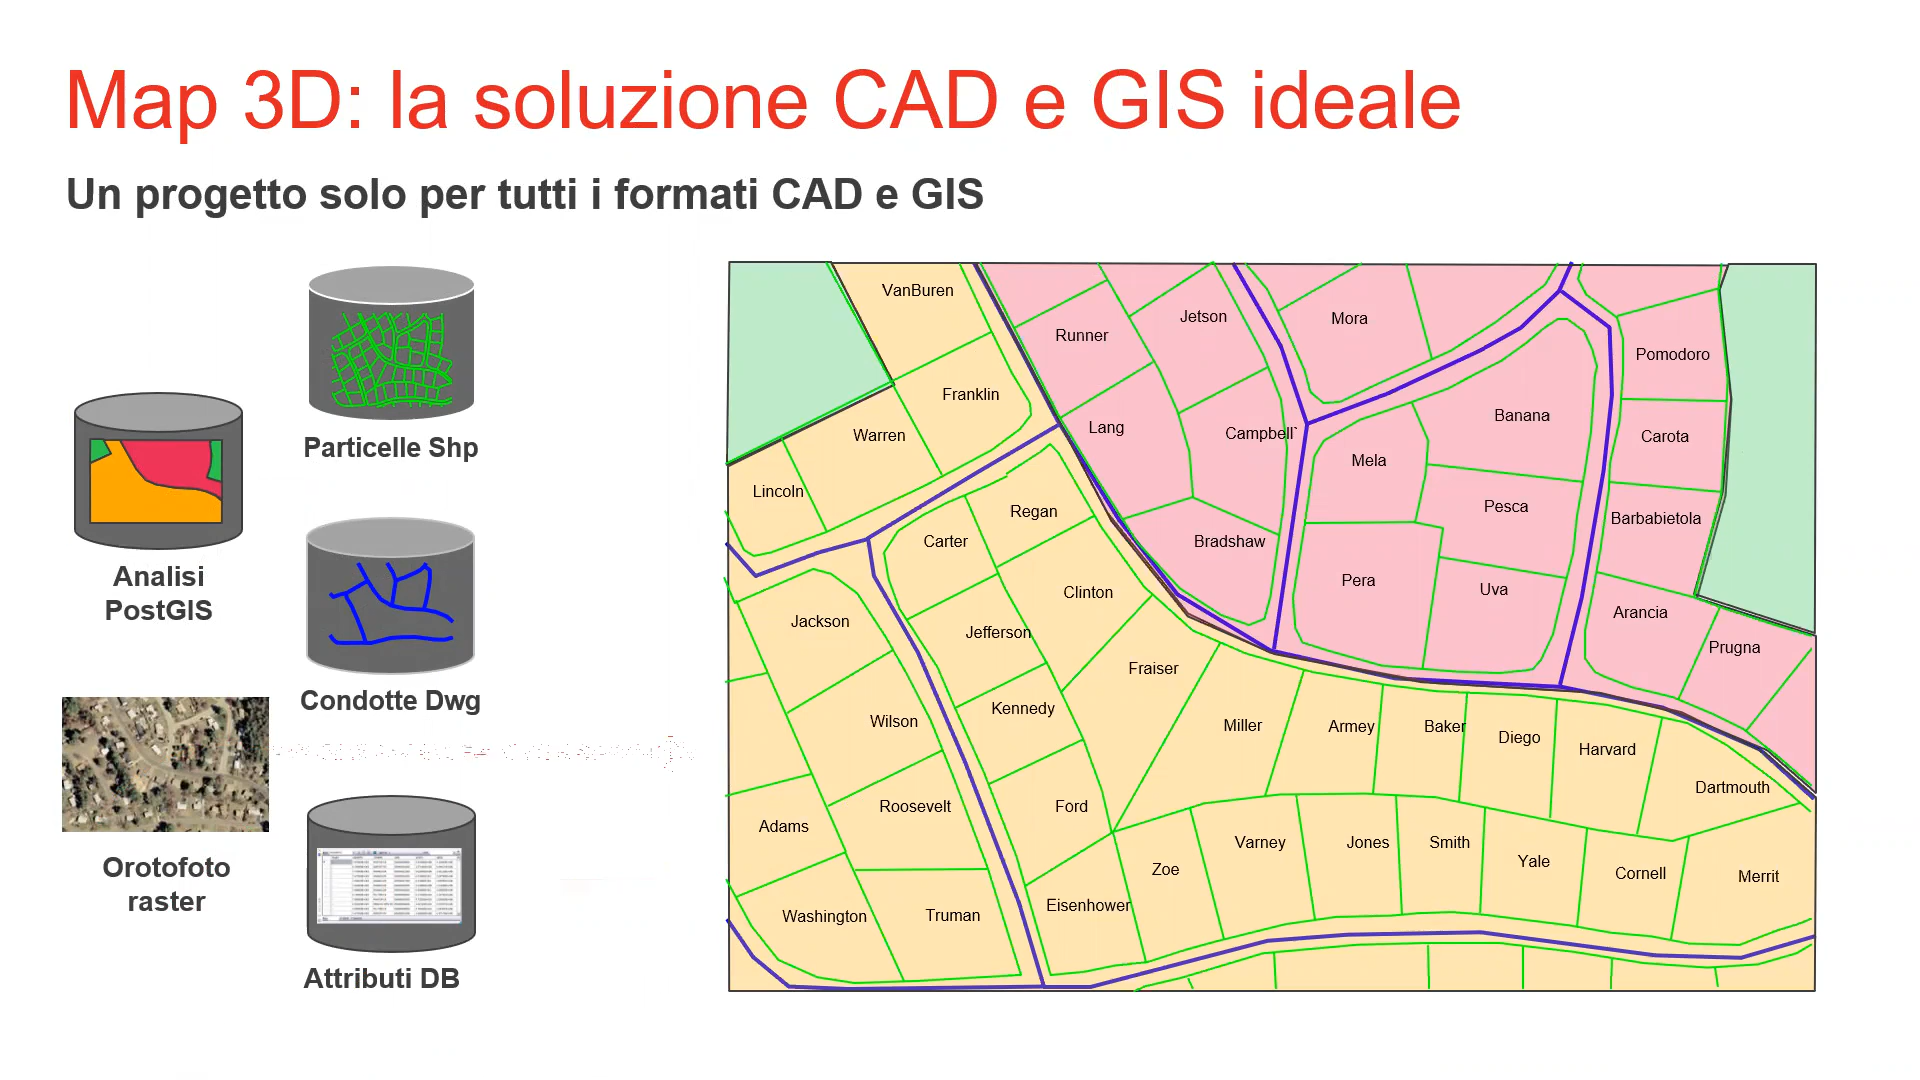 Map 3D: la soluzione CAD e GIS ideale
Un progetto solo per tutti i formati CAD e GIS
Particelle Shp
Analisi
PostGIS
Condotte Dwg
Orotofoto
raster
Attributi DB
VanBuren
Franklin
Warren
Lincoln
Runner
Jetson
Mora
Pomodoro
Lang
Campbell`
Banana
Carota
Mela
Pesca
Barbabietola
Bradshaw
Pera
Uva
Arancia
Prugna
Regan
Carter
Clinton
Jackson
Jefferson
Fraiser
Kennedy
Wilson
Miller
Armey
Baker
Diego
Harvard
Dartmouth
Roosevelt
Ford
Adams
Varney
Jones
Smith
Yale
Cornell
Merrit
Zoe
Eisenhower
Washington
Truman